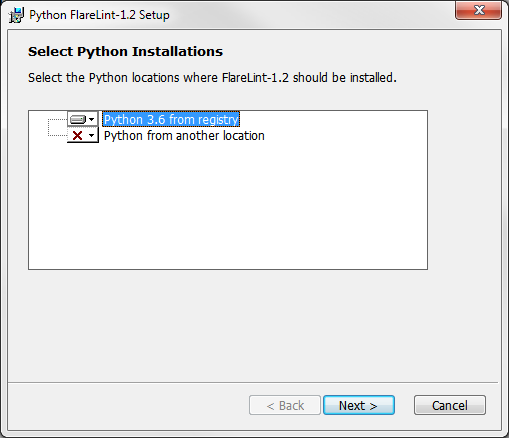 Python FlareLint-1.2 Setup
Select Python Installations
Select the Python locations where FlareLint-1.2 should be installed.
Python 3.6 from registry
Python from another location
< Back
Next >
Cancel